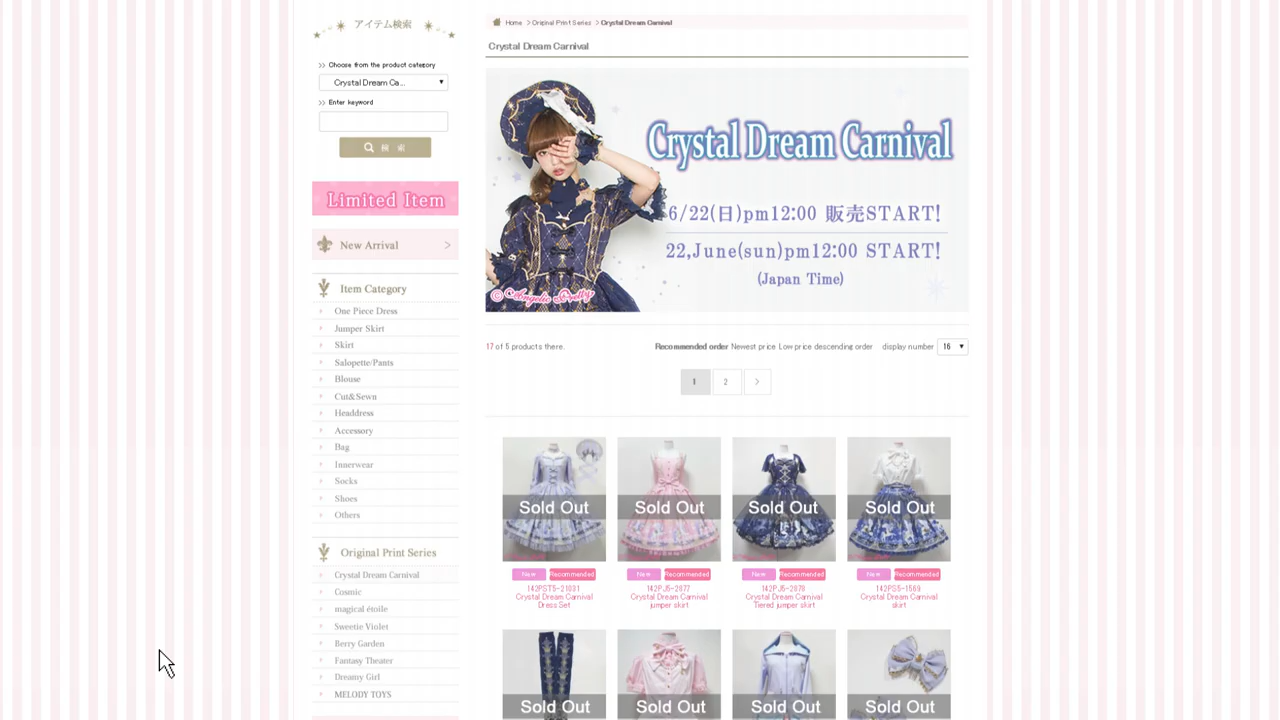 アイテム検索
>> Choose from the product category
Crystal Dream Ca...
>> Enter keyword
検 索
Limited Item
New Arrival
Item Category
One Piece Dress
Jumper Skirt
Skirt
Salopette/Pants
Blouse
Cut&Sewn
Headdress
Accessory
Bag
Innerwear
Socks
Shoes
Others
Original Print Series
Crystal Dream Carnival
Cosmic
magical étoile
Sweetie Violet
Berry Garden
Fantasy Theater
Dreamy Girl
MELODY TOYS
Home > Original Print Series > Crystal Dream Carnival
Crystal Dream Carnival
Crystal Dream Carnival
6/22(日)pm12:00 販売START!
22,June(sun)pm12:00 START!
(Japan Time)
© Angelic Pretty
17 of 5 products there.
Recommended order Newest price Low price descending order display number 16
1 2 >
Sold Out Sold Out Sold Out Sold Out
New Recommended New Recommended New Recommended New Recommended
142PST5-21031 142PJ5-2077 142PJ5-2078 142PS5-1569
Crystal Dream Carnival Crystal Dream Carnival Crystal Dream Carnival Crystal Dream Carnival
Dress Set jumper skirt Tiered jumper skirt skirt
Sold Out Sold Out Sold Out Sold Out